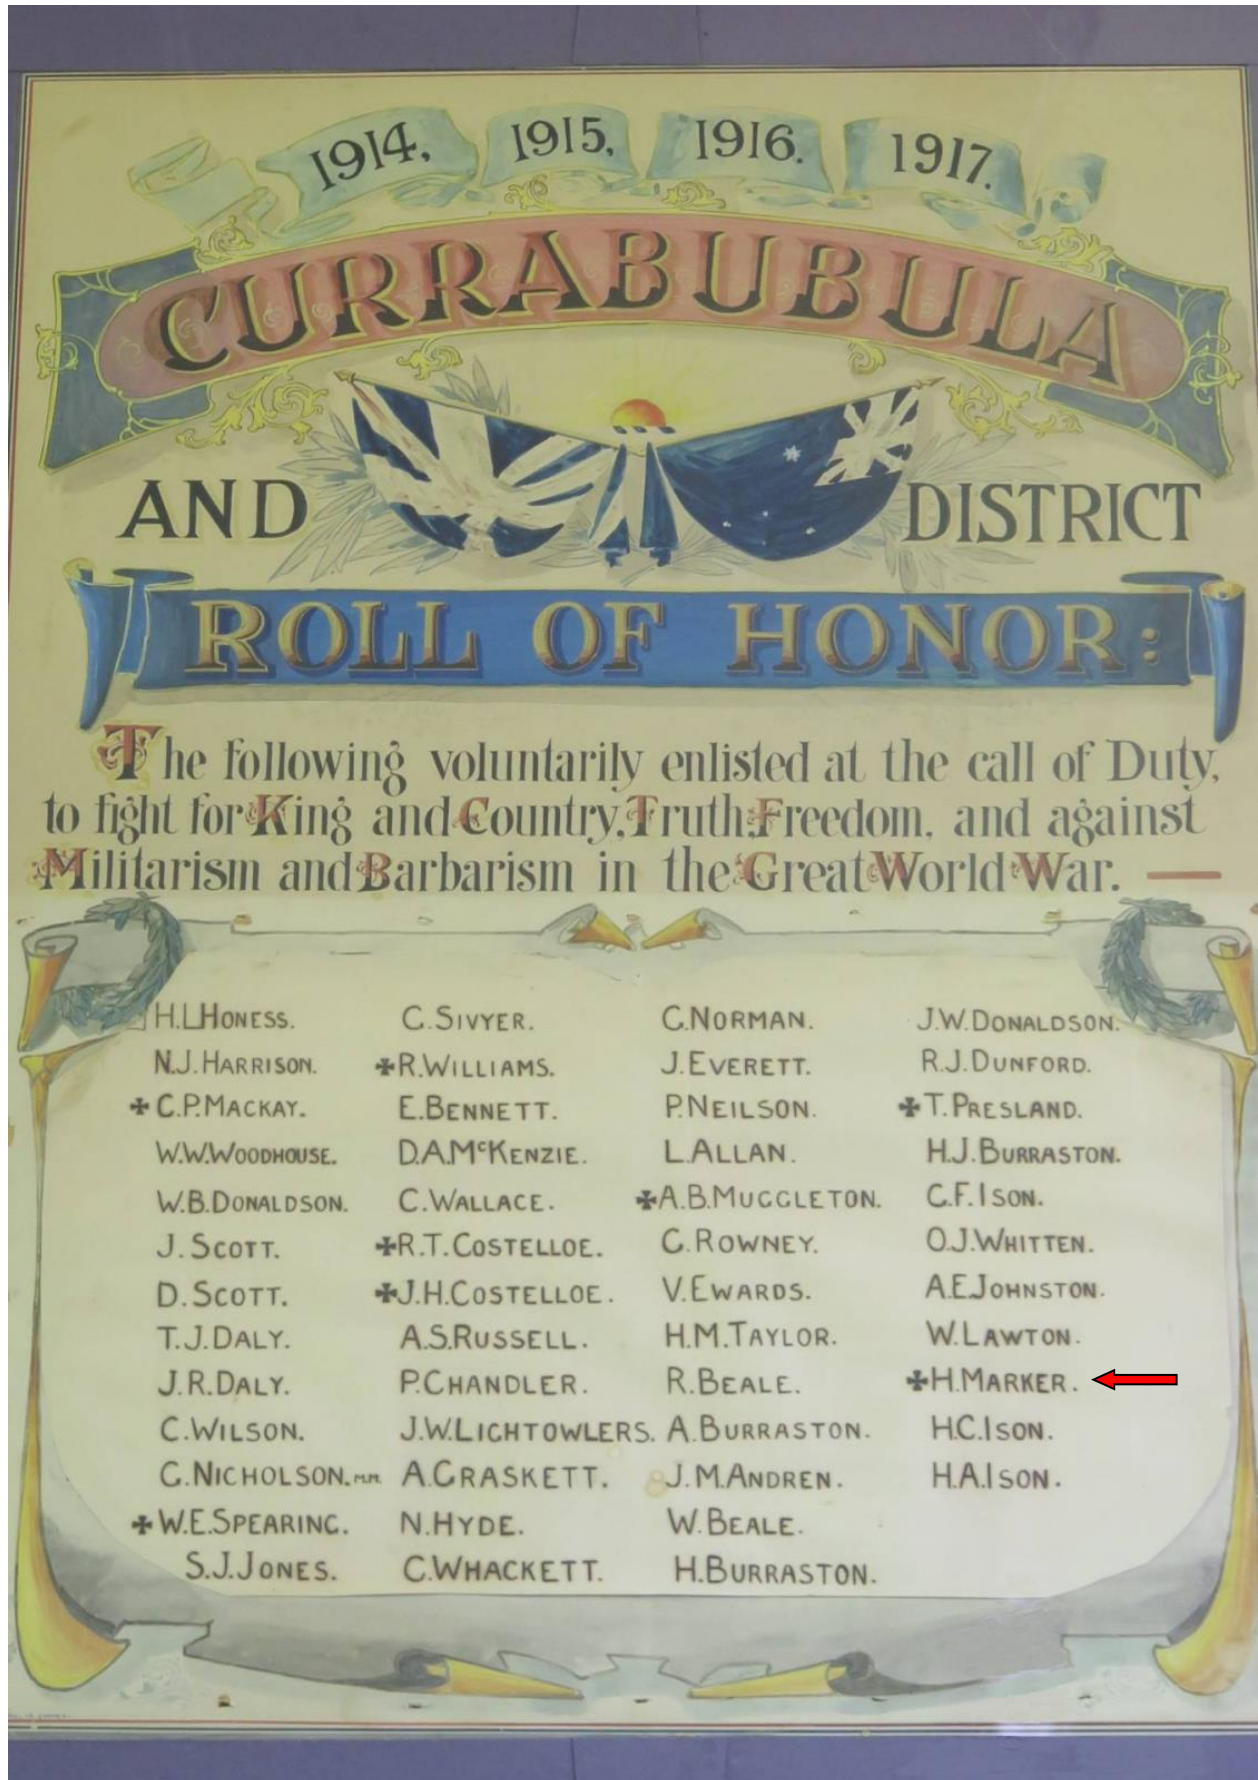 1914,
1915,
1916.
1917.
CURRABUBULA
AND
DISTRICT
ROLL OF HONOR:
The following voluntarily enlisted at the call of Duty,
to fight for King and Country, Truth, Freedom, and against
Militarism and Barbarism in the Great World War. —
H.L.HONESS.
N.J.HARRISON.
✠ C.P.MACKAY.
W.W.WOODHOUSE.
W.B.DONALDSON.
J.SCOTT.
D.SCOTT.
T.J.DALY.
J.R.DALY.
C.WILSON.
G.NICHOLSON.M.M.
✠ W.E.SPEARING.
S.J.JONES.
C.SIVYER.
✠ R.WILLIAMS.
E.BENNETT.
D.A.McKENZIE.
C.WALLACE.
✠ R.T.COSTELLOE.
✠ J.H.COSTELLOE.
A.S.RUSSELL.
P.CHANDLER.
J.W.LIGHTOWLERS.
A.GRASKETT.
N.HYDE.
C.WHACKETT.
C.NORMAN.
J.EVERETT.
P.NEILSON.
L.ALLAN.
✠ A.B.MUGGLETON.
G.ROWNEY.
V.EWARDS.
H.M.TAYLOR.
R.BEALE.
A.BURRASTON.
J.M.ANDREN.
W.BEALE.
H.BURRASTON.
J.W.DONALDSON.
R.J.DUNFORD.
✠ T.PRESLAND.
H.J.BURRASTON.
C.F.ISON.
O.J.WHITTEN.
A.E.JOHNSTON.
W.LAWTON.
✠ H.MARKER.
H.C.ISON.
H.A.ISON.